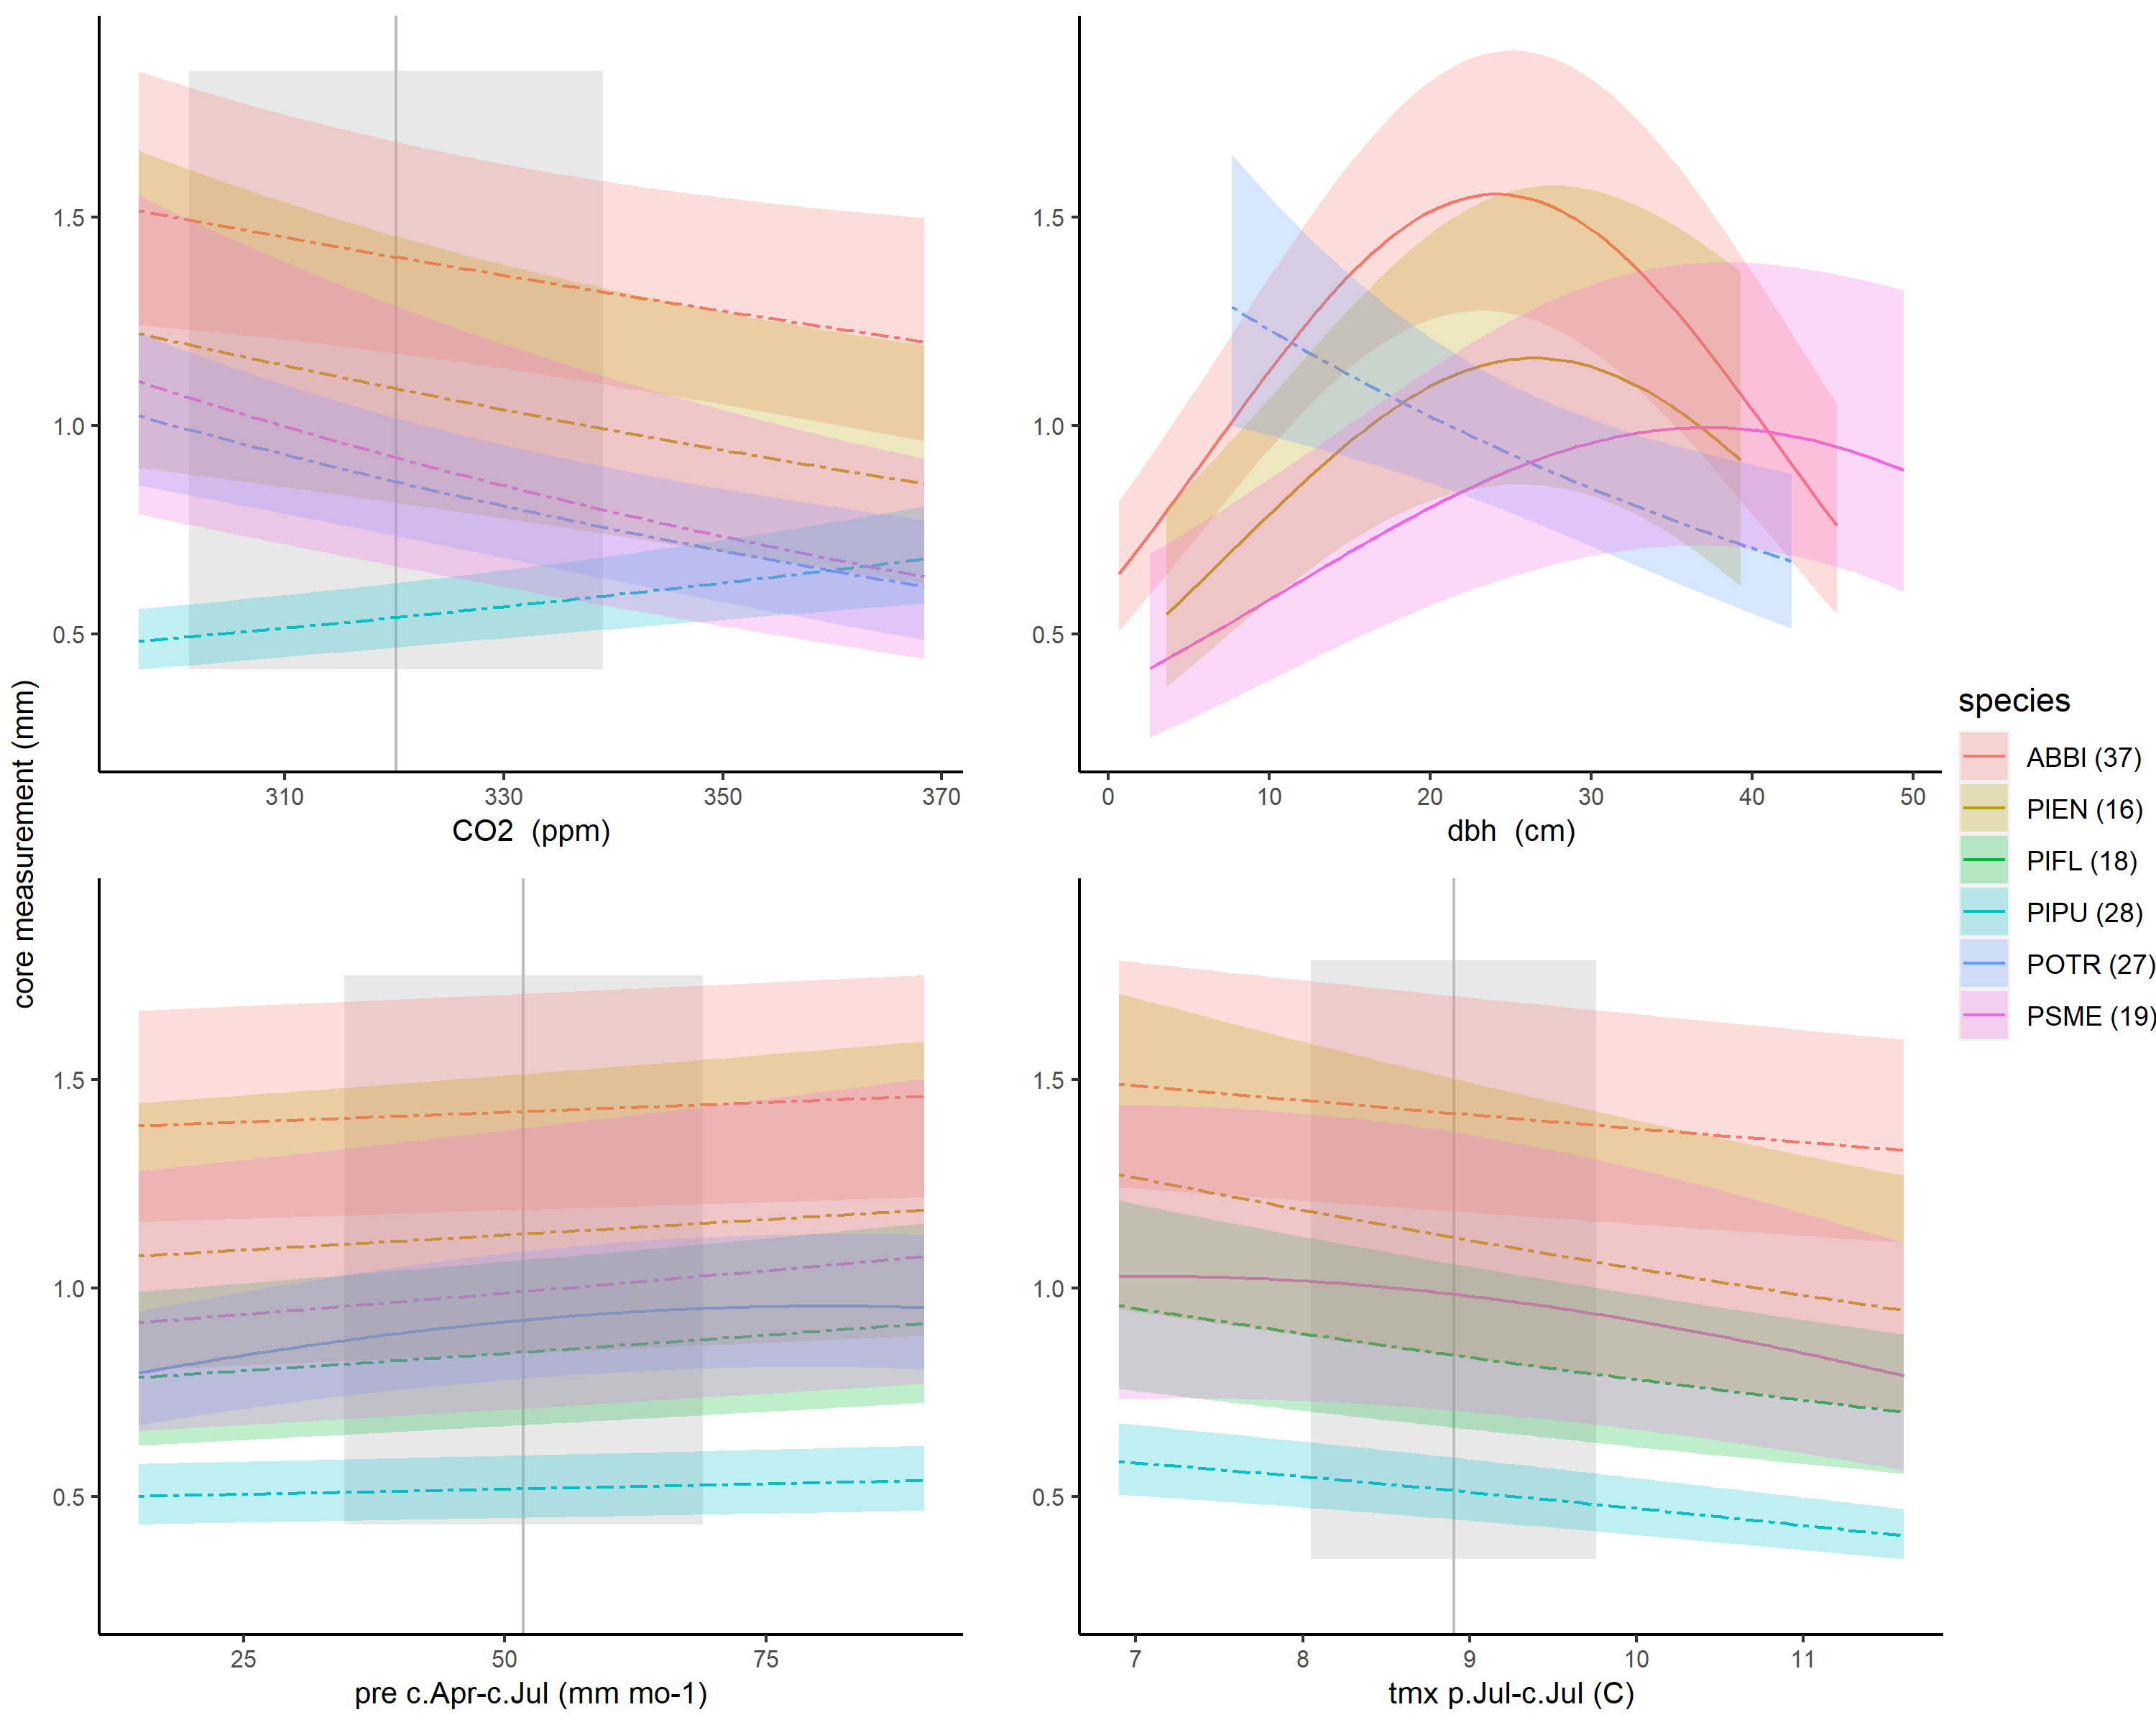 core measurement (mm)
1.5
1.0
0.5
310 330 350 370
CO2 (ppm)
1.5
1.0
0.5
0 10 20 30 40 50
dbh (cm)
1.5
1.0
0.5
25 50 75
pre c.Apr-c.Jul (mm mo-1)
1.5
1.0
0.5
7 8 9 10 11
tmx p.Jul-c.Jul (C)
species
ABBI (37)
PIEN (16)
PIFL (18)
PIPU (28)
POTR (27)
PSME (19)